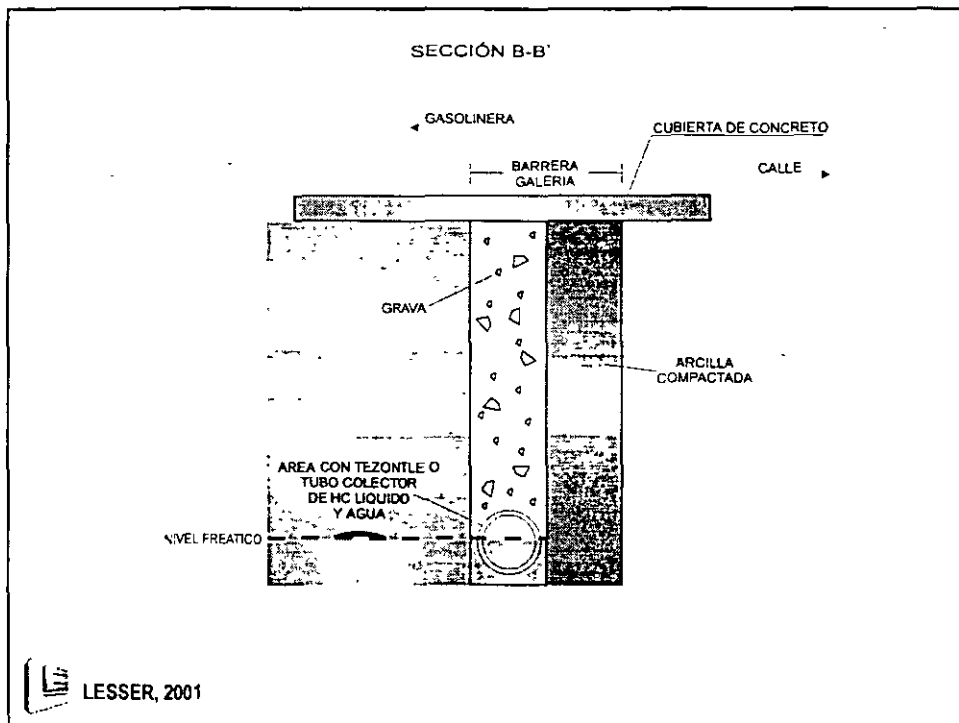 SECCIÓN B-B'
GASOLINERA
CUBIERTA DE CONCRETO
BARRERA
GALERIA
CALLE
GRAVA
ARCILLA
COMPACTADA
AREA CON TEZONTLE O
TUBO COLECTOR
DE HC LIQUIDO
Y AGUA
NIVEL FREATICO
LESSER, 2001